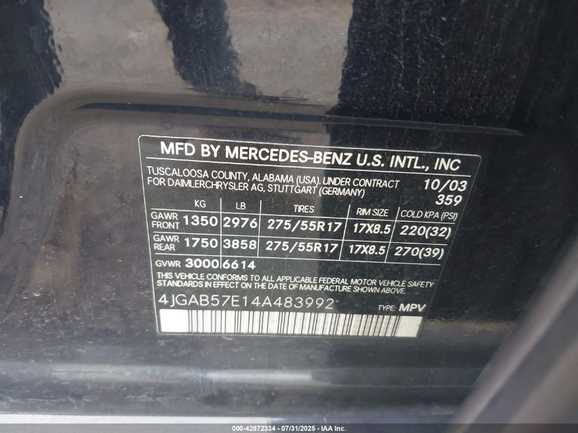 MFD BY MERCEDES-BENZ U.S. INTL., INC
TUSCALOOSA COUNTY, ALABAMA (USA). UNDER CONTRACT 10/03
FOR DAIMLERCHRYSLER AG, STUTTGART (GERMANY) 359
KG LB TIRES RIM SIZE COLD KPA (PSI)
GAWR FRONT 1350 2976 275/55R17 17X8.5 220(32)
GAWR REAR 1750 3858 275/55R17 17X8.5 270(39)
GVWR 3000 6614
THIS VEHICLE CONFORMS TO ALL APPLICABLE FEDERAL MOTOR VEHICLE SAFETY
STANDARDS IN EFFECT ON THE DATE OF MANUFACTURE SHOWN ABOVE.
4JGAB57E14A483992 TYPE: MPV
000-42972334 - 07/31/2025 - IAAI - Copart